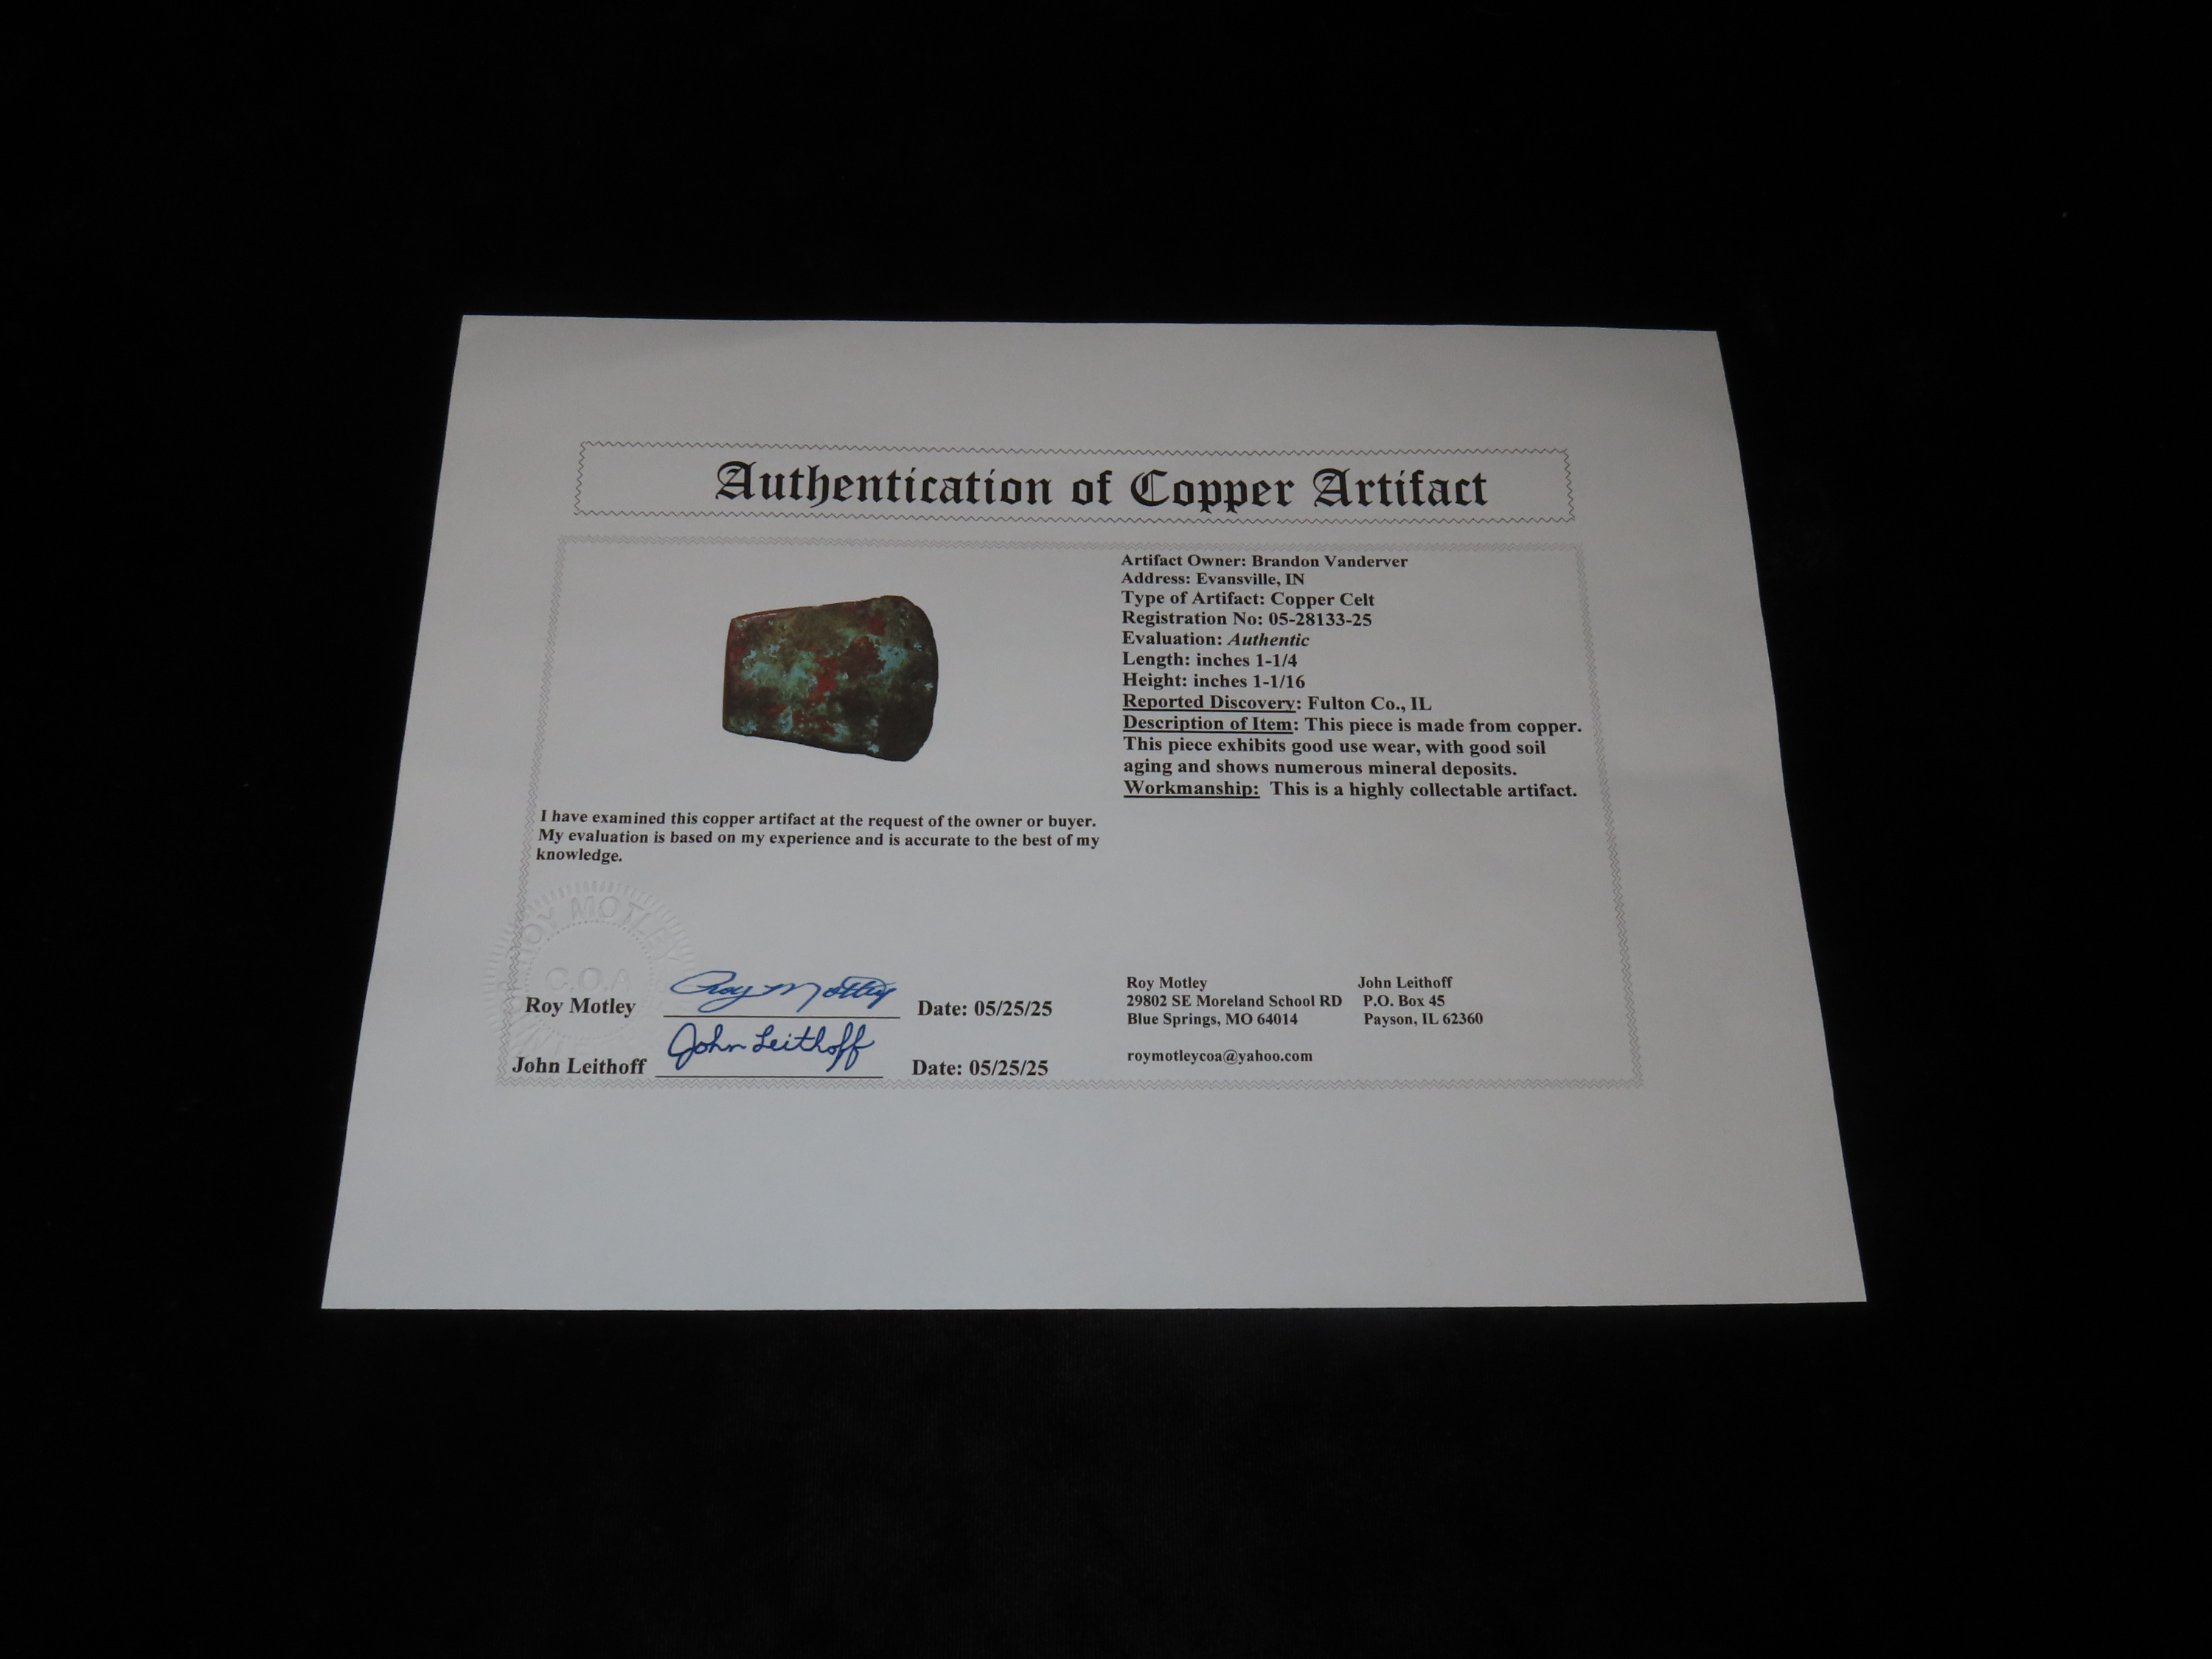 Authentication of Copper Artifact
Artifact Owner: Brandon Vanderver
Address: Evansville, IN
Type of Artifact: Copper Celt
Registration No: 05-28133-25
Evaluation: Authentic
Length: inches 1-1/4
Height: inches 1-1/16
Reported Discovery: Fulton Co., IL
Description of Item: This piece is made from copper.
This piece exhibits good use wear, with good soil
aging and shows numerous mineral deposits.
Workmanship: This is a highly collectable artifact.
I have examined this copper artifact at the request of the owner or buyer.
My evaluation is based on my experience and is accurate to the best of my
knowledge.
ROY MOTLEY
C.O.A
Roy Motley Roy Motley Date: 05/25/25
John Leithoff John Leithoff Date: 05/25/25
Roy Motley John Leithoff
29802 SE Moreland School RD P.O. Box 45
Blue Springs, MO 64014 Payson, IL 62360
roymotleycoa@yahoo.com